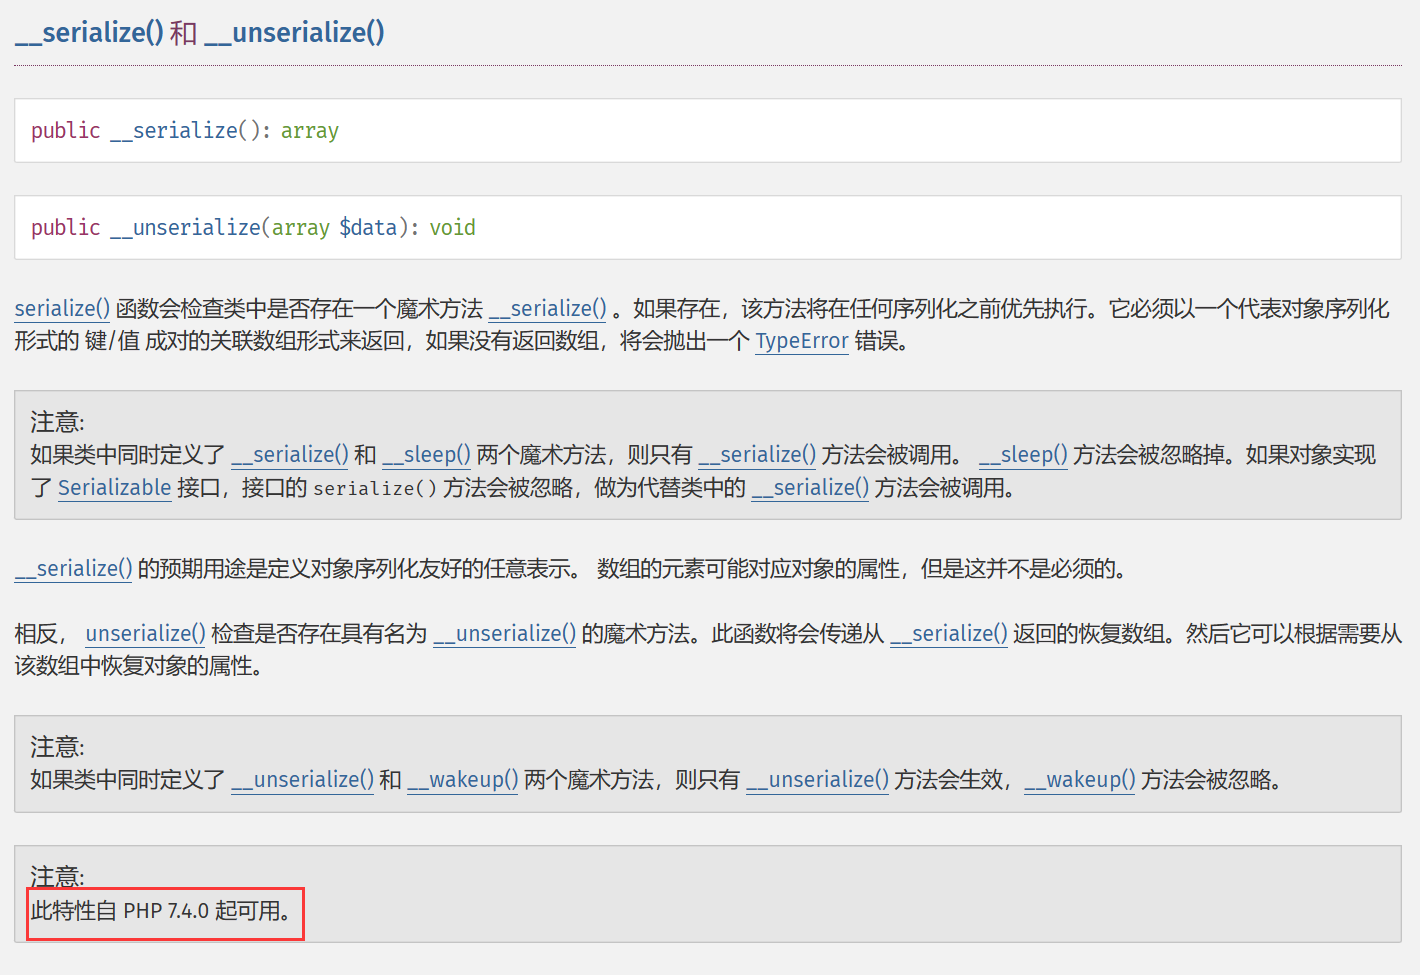 __serialize() 和 __unserialize()
public __serialize(): array
public __unserialize(array $data): void
serialize() 函数会检查类中是否存在一个魔术方法 __serialize() 。如果存在，该方法将在任何序列化之前优先执行。它必须以一个代表对象序列化
形式的 键/值 成对的关联数组形式来返回，如果没有返回数组，将会抛出一个 TypeError 错误。
注意:
如果类中同时定义了 __serialize() 和 __sleep() 两个魔术方法，则只有 __serialize() 方法会被调用。 __sleep() 方法会被忽略掉。如果对象实现
了 Serializable 接口，接口的 serialize() 方法会被忽略，做为代替类中的 __serialize() 方法会被调用。
__serialize() 的预期用途是定义对象序列化友好的任意表示。 数组的元素可能对应对象的属性，但是这并不是必须的。
相反， unserialize() 检查是否存在具有名为 __unserialize() 的魔术方法。此函数将会传递从 __serialize() 返回的恢复数组。然后它可以根据需要从
该数组中恢复对象的属性。
注意:
如果类中同时定义了 __unserialize() 和 __wakeup() 两个魔术方法，则只有 __unserialize() 方法会生效，__wakeup() 方法会被忽略。
注意:
此特性自 PHP 7.4.0 起可用。